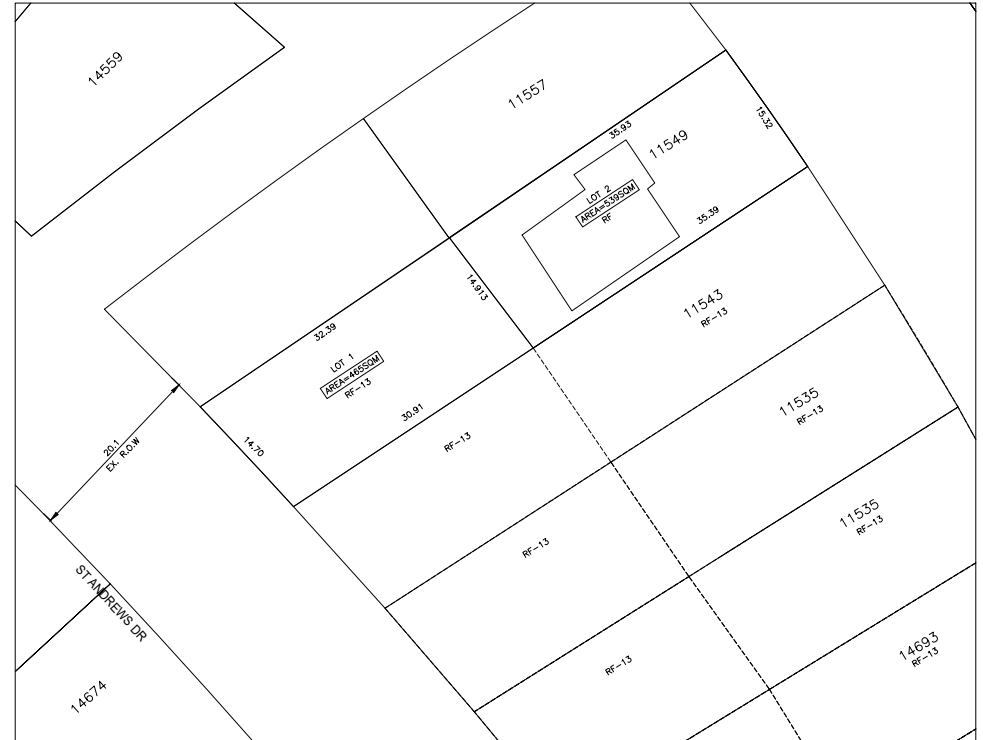 14559
11557
35.93
11549
15.32
LOT 2
AREA=539SQM
RF
35.39
14.913
11543
RF-13
32.39
LOT 1
AREA=465SQM
RF-13
30.91
RF-13
14.70
20.1
EX. R.O.W
11535
RF-13
11535
RF-13
RF-13
ST ANDREWS DR
14693
RF-13
RF-13
14674